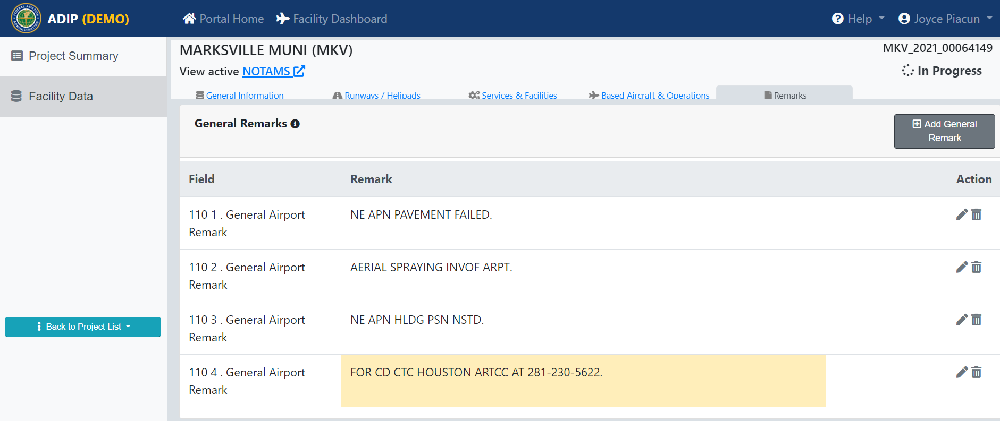 ADIP (DEMO)
Portal Home
Facility Dashboard
Help
Joyce Piacun
Project Summary
Facility Data
Back to Project List
MARKSVILLE MUNI (MKV)
MKV_2021_00064149
View active NOTAMS
In Progress
General Information
Runways / Helipads
Services & Facilities
Based Aircraft & Operations
Remarks
General Remarks
Add General
Remark
Field
Remark
Action
110 1 . General Airport
Remark
NE APN PAVEMENT FAILED.
110 2 . General Airport
Remark
AERIAL SPRAYING INVOF ARPT.
110 3 . General Airport
Remark
NE APN HLDG PSN NSTD.
110 4 . General Airport
Remark
FOR CD CTC HOUSTON ARTCC AT 281-230-5622.